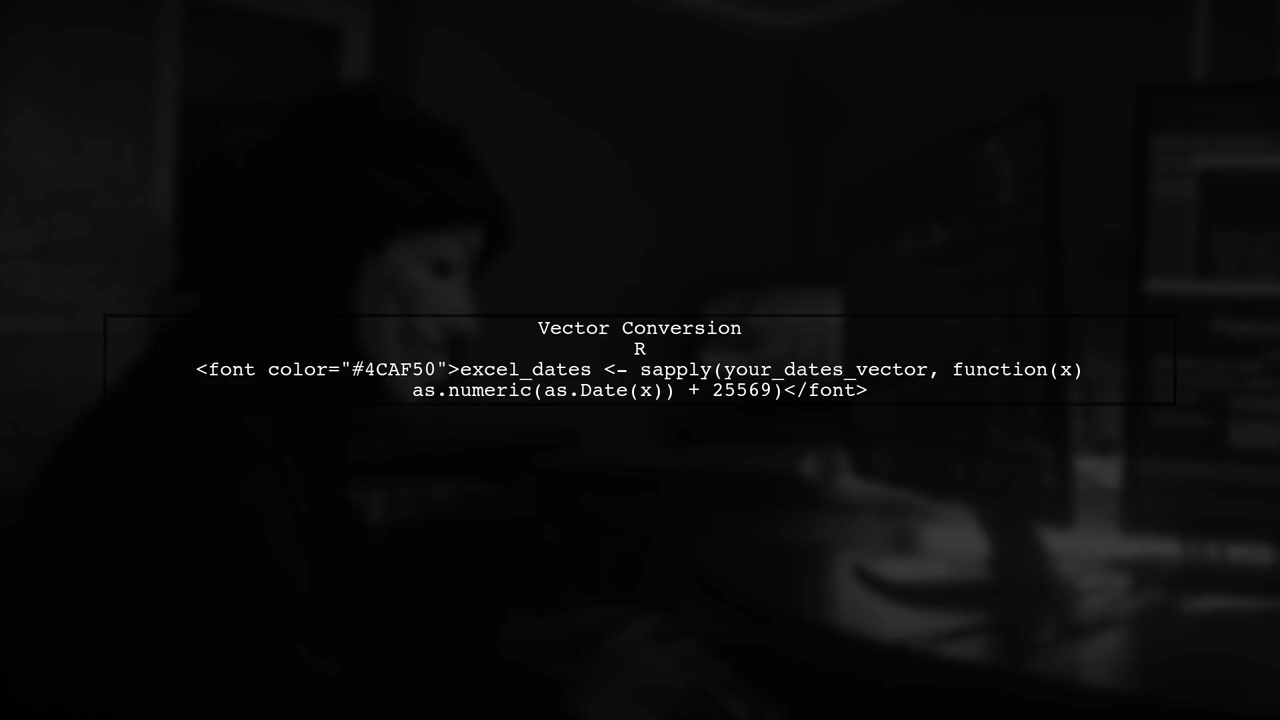 Vector Conversion
R
<font color="#4CAF50">excel_dates <- sapply(your_dates_vector, function(x)
as.numeric(as.Date(x)) + 25569)</font>